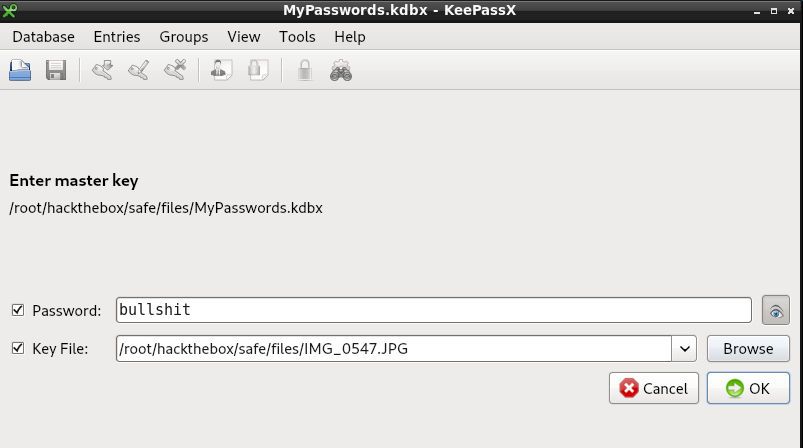 MyPasswords.kdbx - KeePassX
Database Entries Groups View Tools Help
Enter master key
/root/hackthebox/safe/files/MyPasswords.kdbx
Password: bullshit
Key File: /root/hackthebox/safe/files/IMG_0547.JPG Browse
Cancel OK